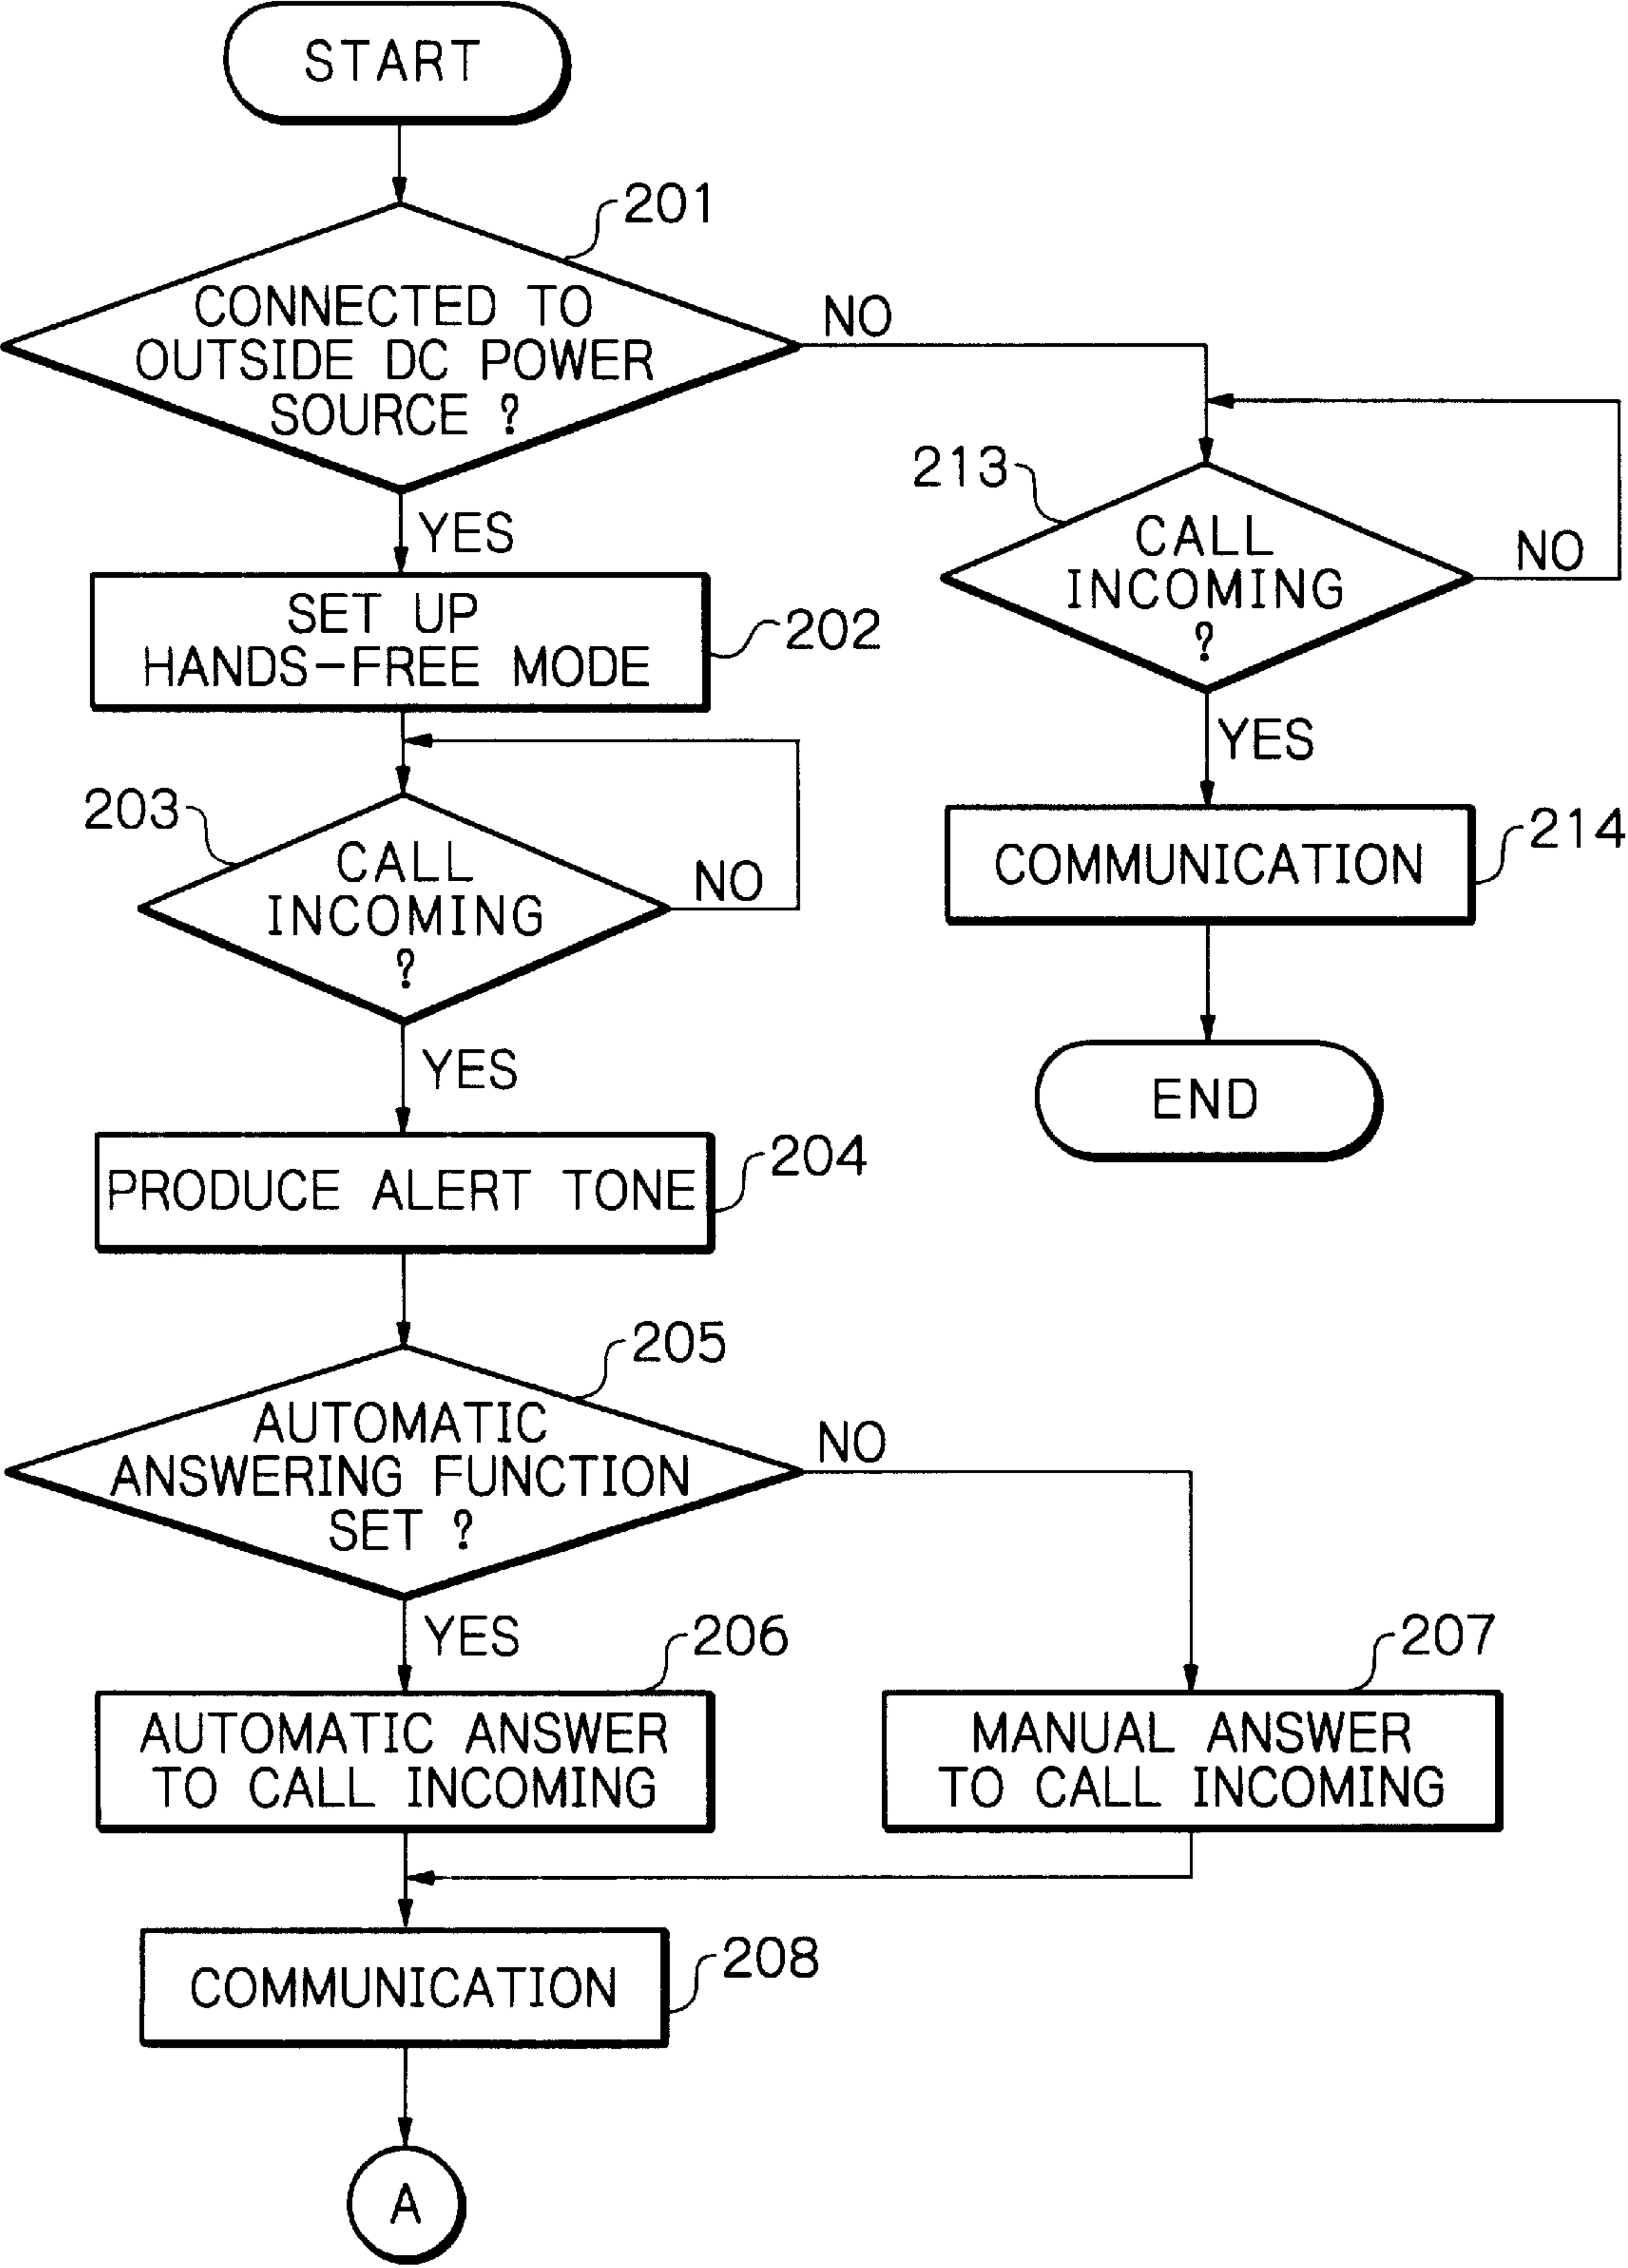 START
201
CONNECTED TO
OUTSIDE DC POWER
SOURCE ?
NO
YES
SET UP
HANDS-FREE MODE
202
213
CALL
INCOMING
?
NO
YES
COMMUNICATION
214
END
203
CALL
INCOMING
?
NO
YES
PRODUCE ALERT TONE
204
205
AUTOMATIC
ANSWERING FUNCTION
SET ?
NO
YES
206
AUTOMATIC ANSWER
TO CALL INCOMING
207
MANUAL ANSWER
TO CALL INCOMING
COMMUNICATION
208
A